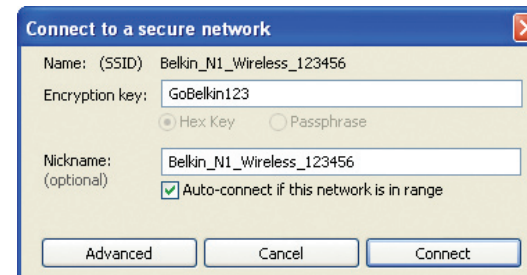 Connect to a secure network
Name: (SSID) Belkin_N1_Wireless_123456
Encryption key: GoBelkin123
Hex Key Passphrase
Nickname: Belkin_N1_Wireless_123456
(optional)
Auto-connect if this network is in range
Advanced Cancel Connect